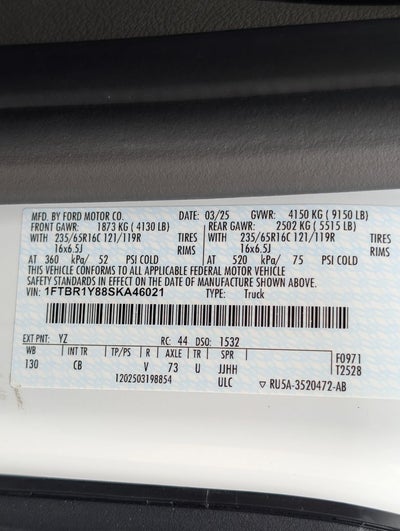 MFD. BY FORD MOTOR CO. DATE: 03/25 GVWR: 4150 KG ( 9150 LB)
FRONT GAWR: 1873 KG ( 4130 LB) REAR GAWR: 2502 KG ( 5515 LB)
WITH 235/65R16C 121/119R TIRES WITH 235/65R16C 121/119R TIRES
16x6.5J RIMS 16x6.5J RIMS
AT 360 kPa/ 52 PSI COLD AT 520 kPa/ 75 PSI COLD
THIS VEHICLE CONFORMS TO ALL APPLICABLE FEDERAL MOTOR VEHICLE
SAFETY STANDARDS IN EFFECT ON THE DATE OF MANUFACTURE SHOWN ABOVE.
VIN: 1FTBR1Y88SKA46021 TYPE: Truck
EXT PNT: YZ RC: 44 DSO: 1532
WB INT TR TP/PS R AXLE TR SPR F0971
130 CB V 73 U JJHH T2528
1202503198854 ULC ▽ RU5A-3520472-AB